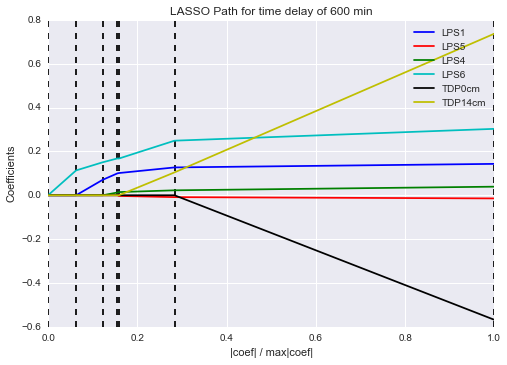 LASSO Path for time delay of 600 min
LPS1
LPS5
LPS4
LPS6
TDP0cm
TDP14cm
0.8
0.6
0.4
0.2
0.0
−0.2
−0.4
−0.6
Coefficients
0.0
0.2
0.4
0.6
0.8
1.0
|coef| / max|coef|